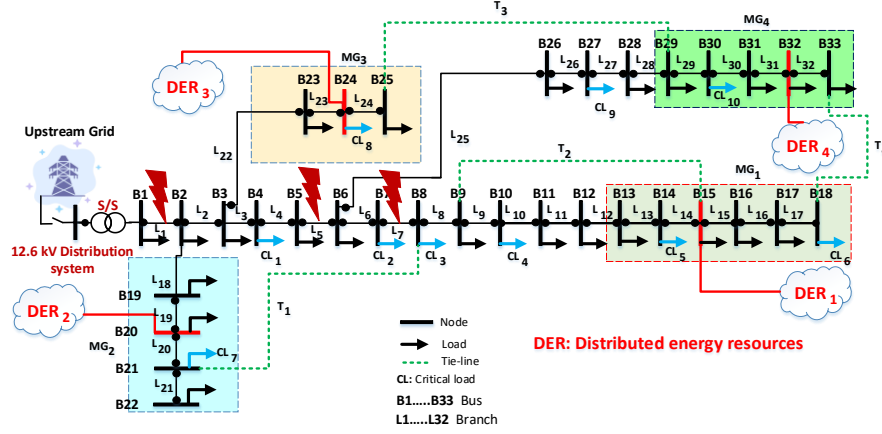 T3
MG4
B26
B27
B28
B29
B30
B31
B32
B33
L26
L27
L28
L29
L30
L31
L32
CL9
CL10
MG3
B23
B24
B25
L23
L24
CL8
DER3
DER4
Upstream Grid
L22
L25
T2
T
MG1
S/S
B1
B2
B3
B4
B5
B6
B7
B8
B9
B10
B11
B12
B13
B14
B15
B16
B17
B18
L1
L2
L3
L4
L5
L6
L7
L8
L9
L10
L11
L12
L13
L14
L15
L16
L17
CL1
CL2
CL3
CL4
CL5
CL6
12.6 kV Distribution
system
DER1
DER2
MG2
B19
B20
B21
B22
L18
L19
L20
L21
CL7
T1
Node
Load
Tie-line
CL: Critical load
B1.....B33 Bus
L1.....L32 Branch
DER: Distributed energy resources